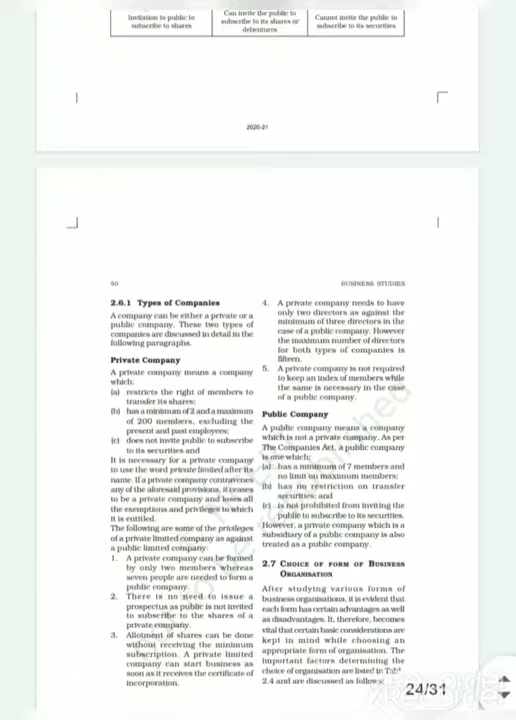 Invitation to public to
subscribe to shares
Can invite the public to
subscribe to its shares or
debentures
Cannot invite the public to
subscribe to its securities
2020-21
50
BUSINESS STUDIES
2.6.1 Types of Companies
A company can be either a private or a
public company. These two types of
companies are discussed in detail in the
following paragraphs.
Private Company
A private company means a company
which:
(a) restricts the right of members to
transfer its shares;
(b) has a minimum of 2 and a maximum
of 200 members, excluding the
present and past employees;
(c) does not invite public to subscribe
to its securities and
It is necessary for a private company
to use the word private limited after its
name. If a private company contravenes
any of the aforesaid provisions, it ceases
to be a private company and loses all
the exemptions and privileges to which
it is entitled.
The following are some of the privileges
of a private limited company as against
a public limited company:
1. A private company can be formed
by only two members whereas
seven people are needed to form a
public company.
2. There is no need to issue a
prospectus as public is not invited
to subscribe to the shares of a
private company.
3. Allotment of shares can be done
without receiving the minimum
subscription. A private limited
company can start business as
soon as it receives the certificate of
incorporation.
4. A private company needs to have
only two directors as against the
minimum of three directors in the
case of a public company. However
the maximum number of directors
for both types of companies is
fifteen.
5. A private company is not required
to keep an index of members while
the same is necessary in the case
of a public company.
Public Company
A public company means a company
which is not a private company. As per
The Companies Act, a public company
is one which:
(a) has a minimum of 7 members and
no limit on maximum members;
(b) has no restriction on transfer
securities; and
(c) is not prohibited from inviting the
public to subscribe to its securities.
However, a private company which is a
subsidiary of a public company is also
treated as a public company.
2.7 CHOICE OF FORM OF BUSINESS
ORGANISATION
After studying various forms of
business organisations, it is evident that
each form has certain advantages as well
as disadvantages. It, therefore, becomes
vital that certain basic considerations are
kept in mind while choosing an
appropriate form of organisation. The
important factors determining the
choice of organisation are listed in
2.4 and are discussed as follows:
24/31